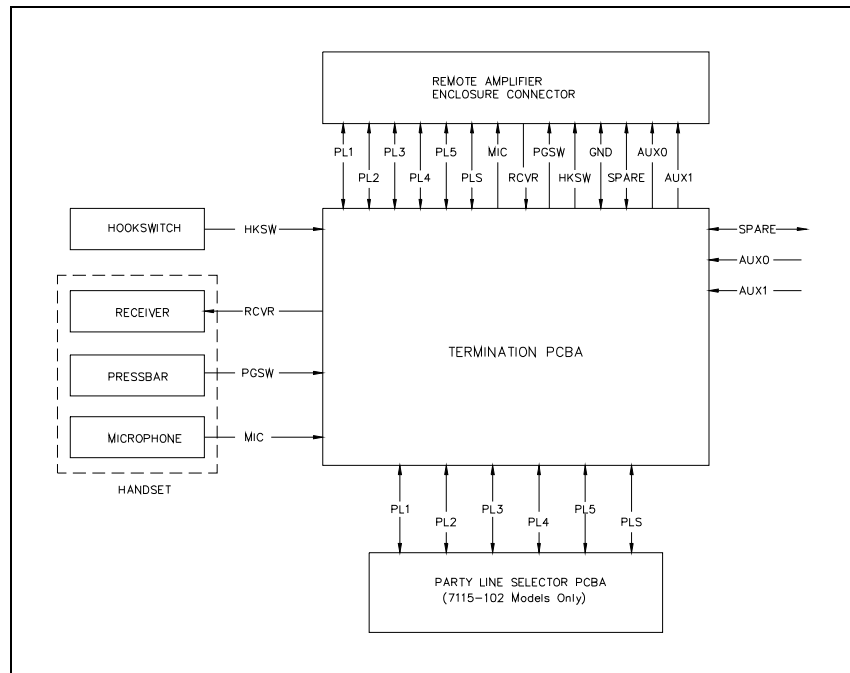 REMOTE AMPLIFIER
ENCLOSURE CONNECTOR
PL1
PL2
PL3
PL4
PL5
PLS
MIC
RCVR
PGSW
HKSW
GND
SPARE
AUX0
AUX1
HOOKSWITCH
HKSW
RECEIVER
RCVR
PRESSBAR
PGSW
MICROPHONE
MIC
HANDSET
TERMINATION PCBA
SPARE
AUX0
AUX1
PL1
PL2
PL3
PL4
PL5
PLS
PARTY LINE SELECTOR PCBA
(7115-102 Models Only)